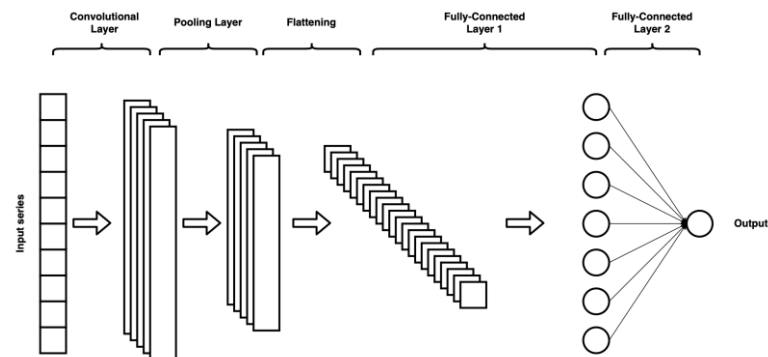 Convolutional
Layer
Pooling Layer
Flattening
Fully-Connected
Layer 1
Fully-Connected
Layer 2
Input series
Output